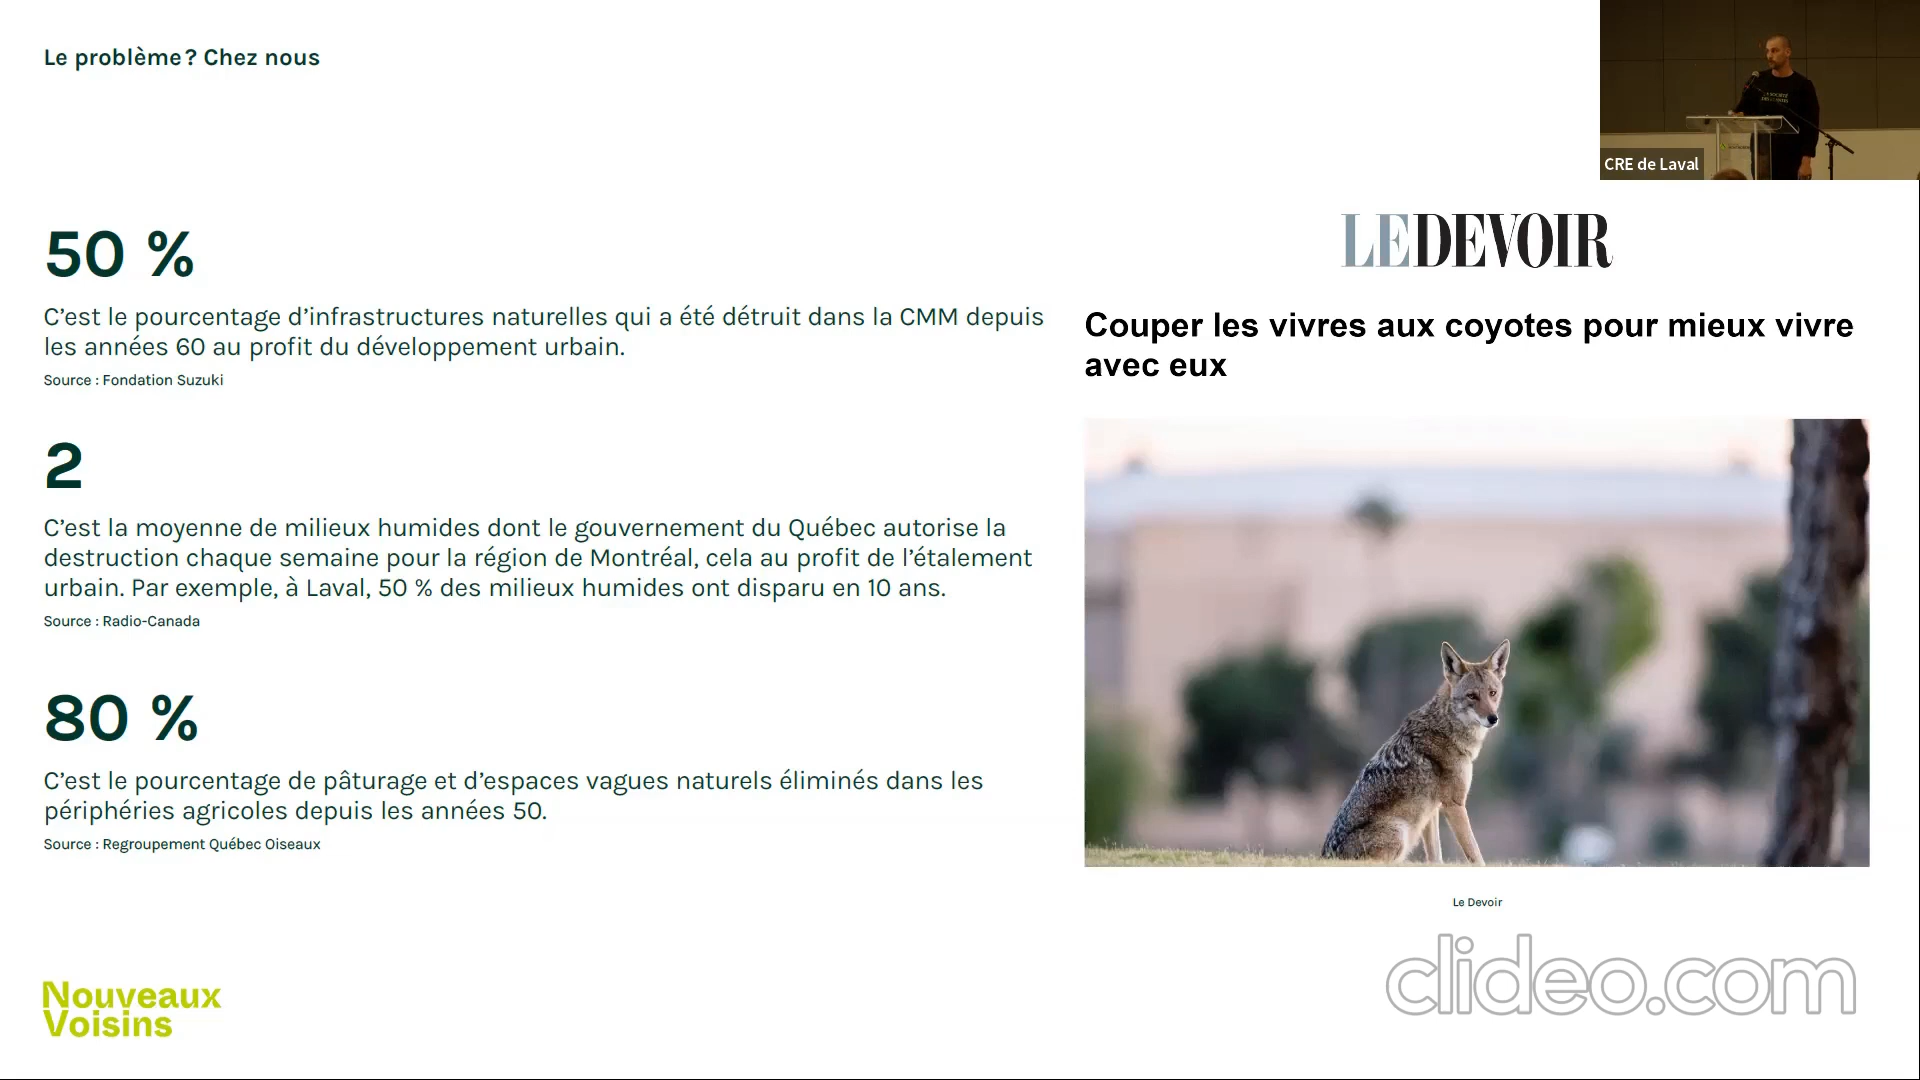 Le problème ? Chez nous
CRE de Laval
50 %
C’est le pourcentage d’infrastructures naturelles qui a été détruit dans la CMM depuis
les années 60 au profit du développement urbain.
Source : Fondation Suzuki
2
C’est la moyenne de milieux humides dont le gouvernement du Québec autorise la
destruction chaque semaine pour la région de Montréal, cela au profit de l’étalement
urbain. Par exemple, à Laval, 50 % des milieux humides ont disparu en 10 ans.
Source : Radio-Canada
80 %
C’est le pourcentage de pâturage et d’espaces vagues naturels éliminés dans les
périphéries agricoles depuis les années 50.
Source : Regroupement Québec Oiseaux
LE DEVOIR
Couper les vivres aux coyotes pour mieux vivre
avec eux
Le Devoir
Nouveaux
Voisins
clideo.com